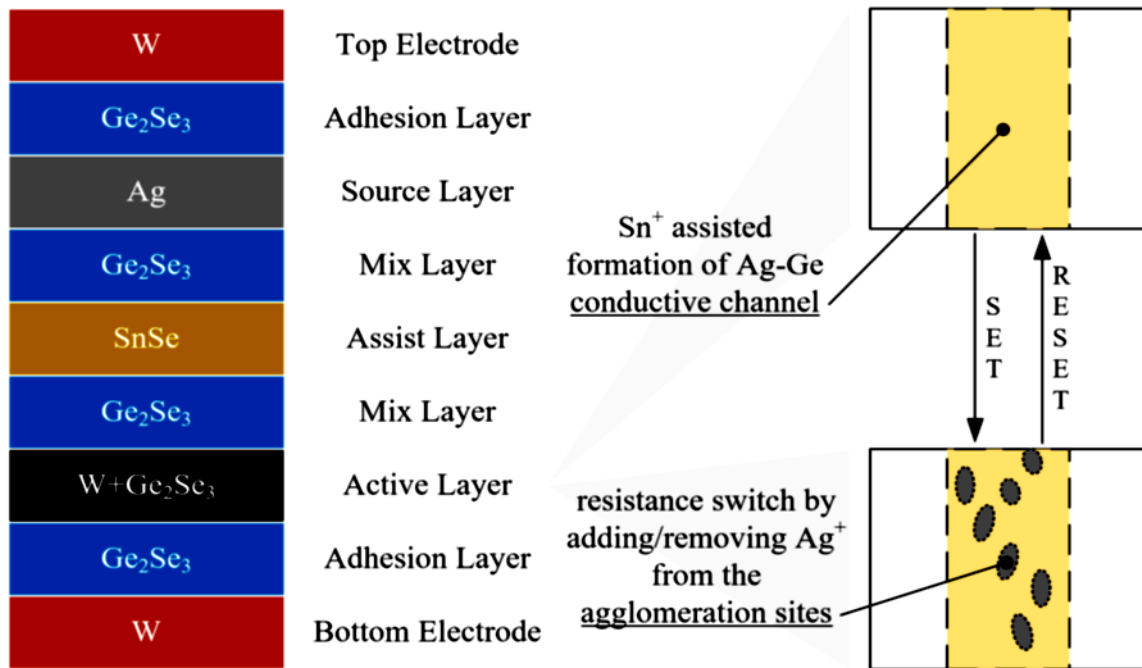 W Top Electrode
Ge₂Se₃ Adhesion Layer
Ag Source Layer
Ge₂Se₃ Mix Layer
SnSe Assist Layer
Ge₂Se₃ Mix Layer
W+Ge₂Se₃ Active Layer
Ge₂Se₃ Adhesion Layer
W Bottom Electrode
Sn⁺ assisted
formation of Ag-Ge
conductive channel
SET
RESET
resistance switch by
adding/removing Ag⁺
from the
agglomeration sites